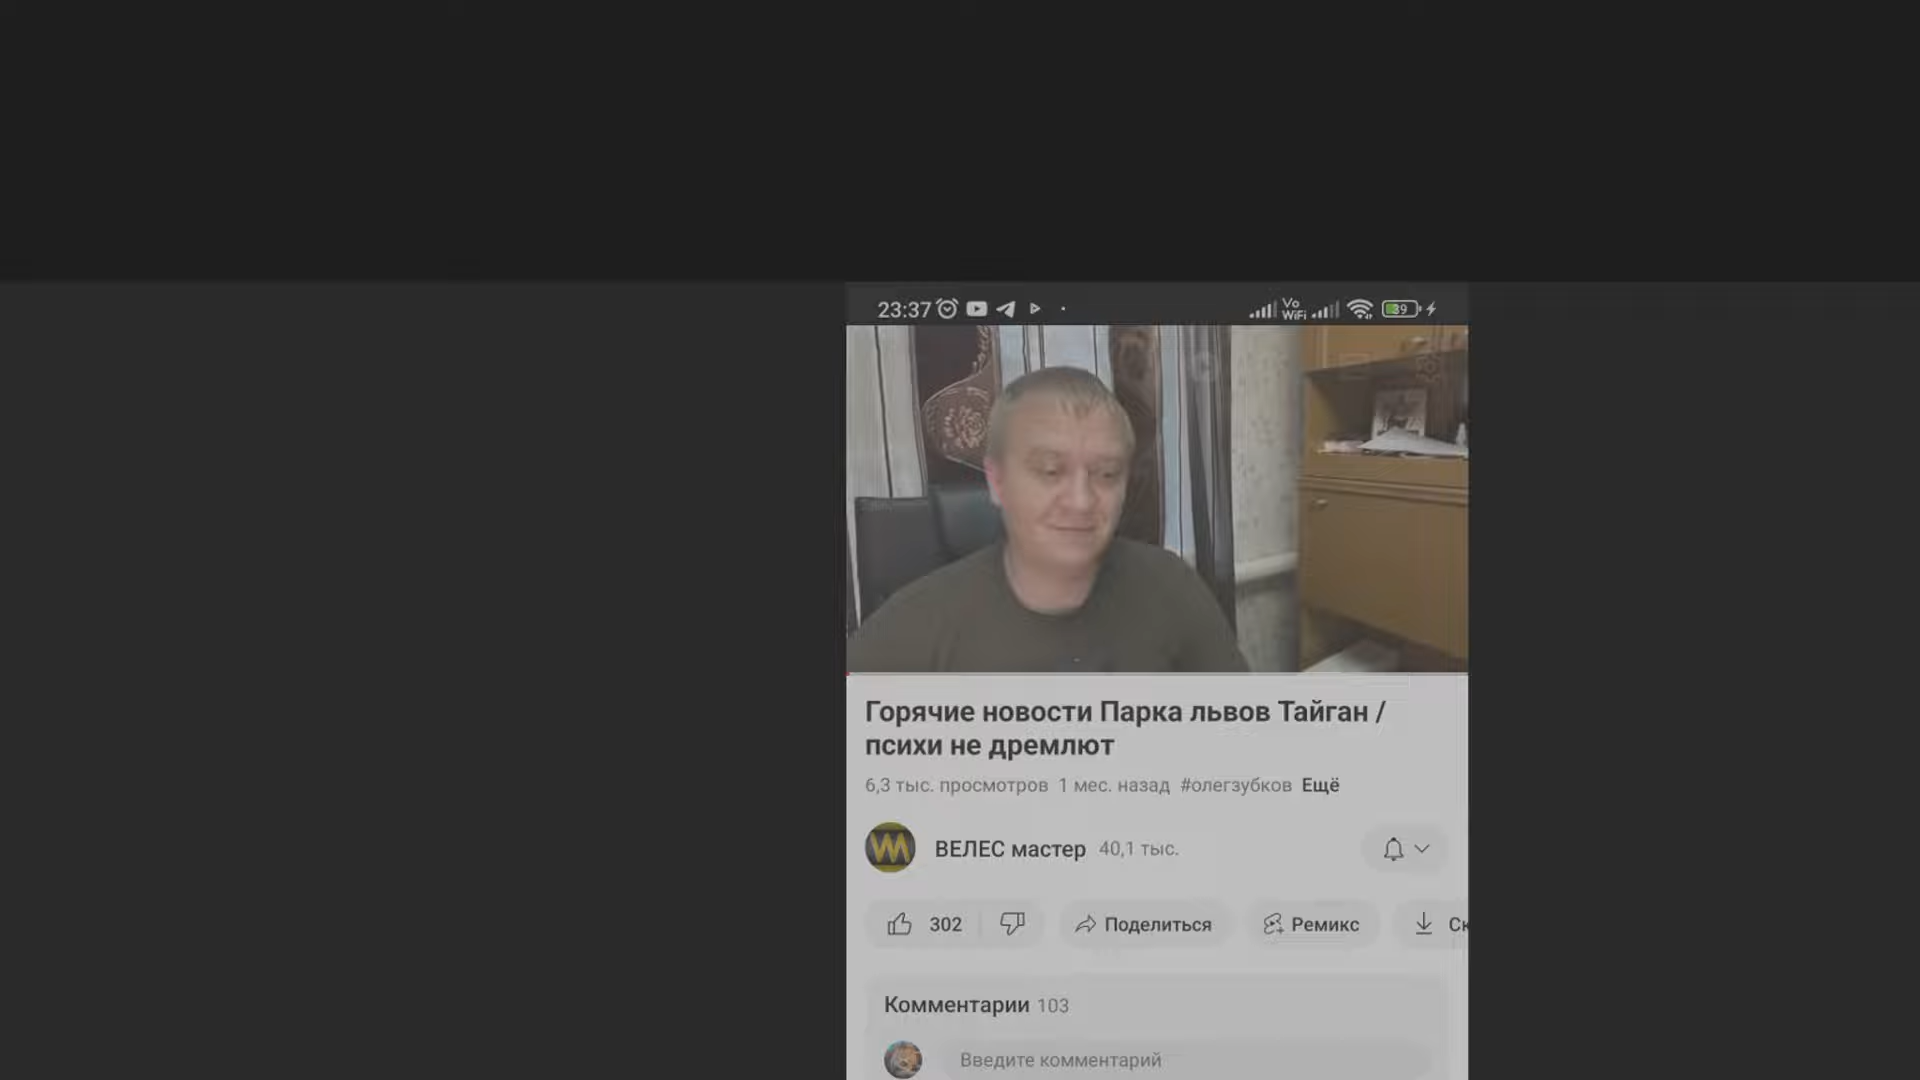 23:37 Vo WiFi 39
Горячие новости Парка львов Тайган /
психи не дремлют
6,3 тыс. просмотров 1 мес. назад #олегзубков Ещё
ВЕЛЕС мастер 40,1 тыс.
302 Поделиться Ремикс Ск
Комментарии 103
Введите комментарий